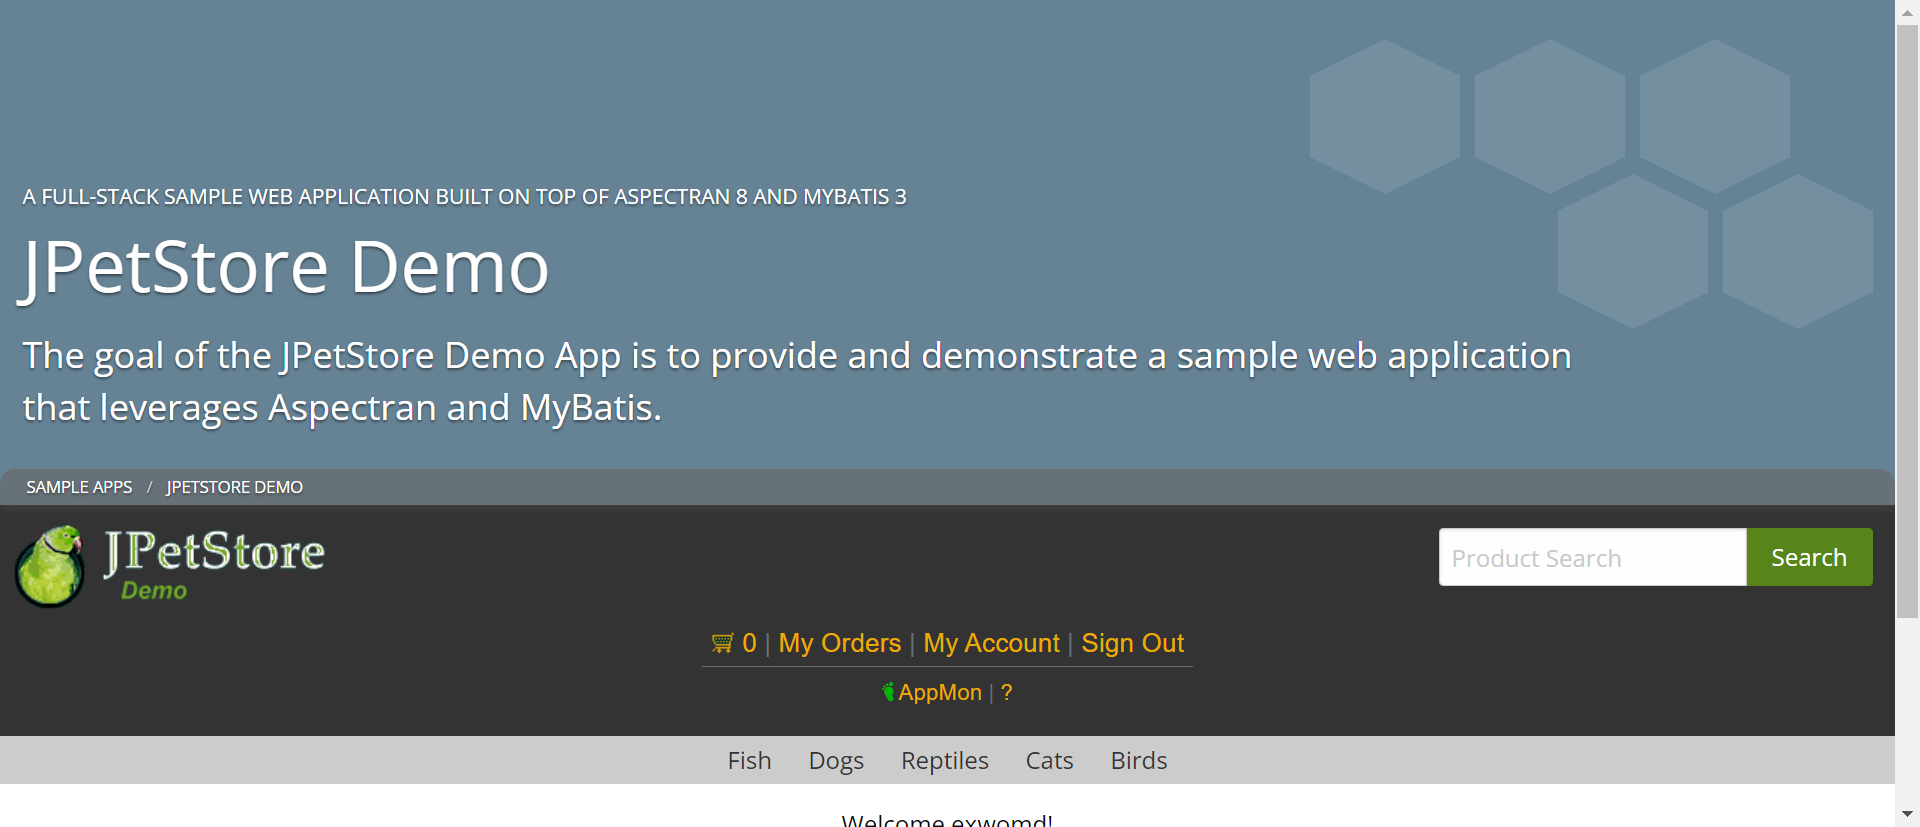 A FULL-STACK SAMPLE WEB APPLICATION BUILT ON TOP OF ASPECTRAN 8 AND MYBATIS 3
JPetStore Demo
The goal of the JPetStore Demo App is to provide and demonstrate a sample web application
that leverages Aspectran and MyBatis.
SAMPLE APPS / JPETSTORE DEMO
JPetStore
Demo
Product Search
Search
0 | My Orders | My Account | Sign Out
AppMon | ?
Fish Dogs Reptiles Cats Birds
Welcome exwomd!